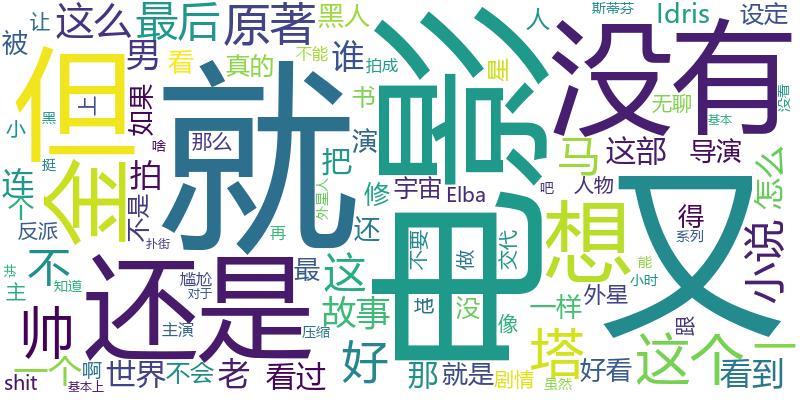 被 让 这么 最后 原著 黑人 人 斯蒂芬 Idris 设定
男 看 真的 谁 不能 拍成 星 无聊 没看
但 就 电影 没有
小 上 黑 如果 啥 那么 书 演 马 这部 导演 基本
金 连 个 挺 拍 把 修 宇宙 Elba 吧 人物 怎么
反派 不是 外星人 还 不要 做 交代 想 又 得 系列 小说
不 扑街 再
主 恭 知道 还是 尴尬 对于 最 这 故事 地 没 像 一样 外星 能 小时 跟
帅 主演 压缩 塔 这个 一
shit 一个 基本上 啊 世界 不会 老 看过 好 那 就是 剧情 虽然 好看 看到